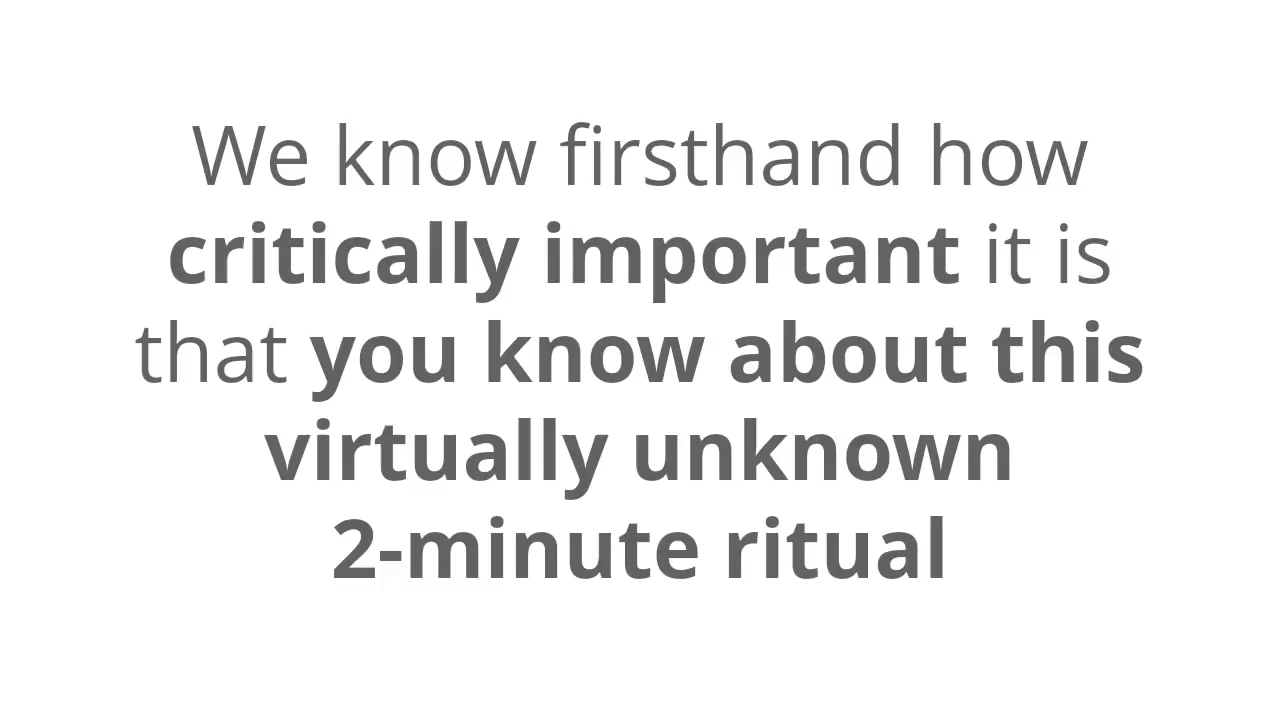 We know firsthand how
critically important it is
that you know about this
virtually unknown
2-minute ritual